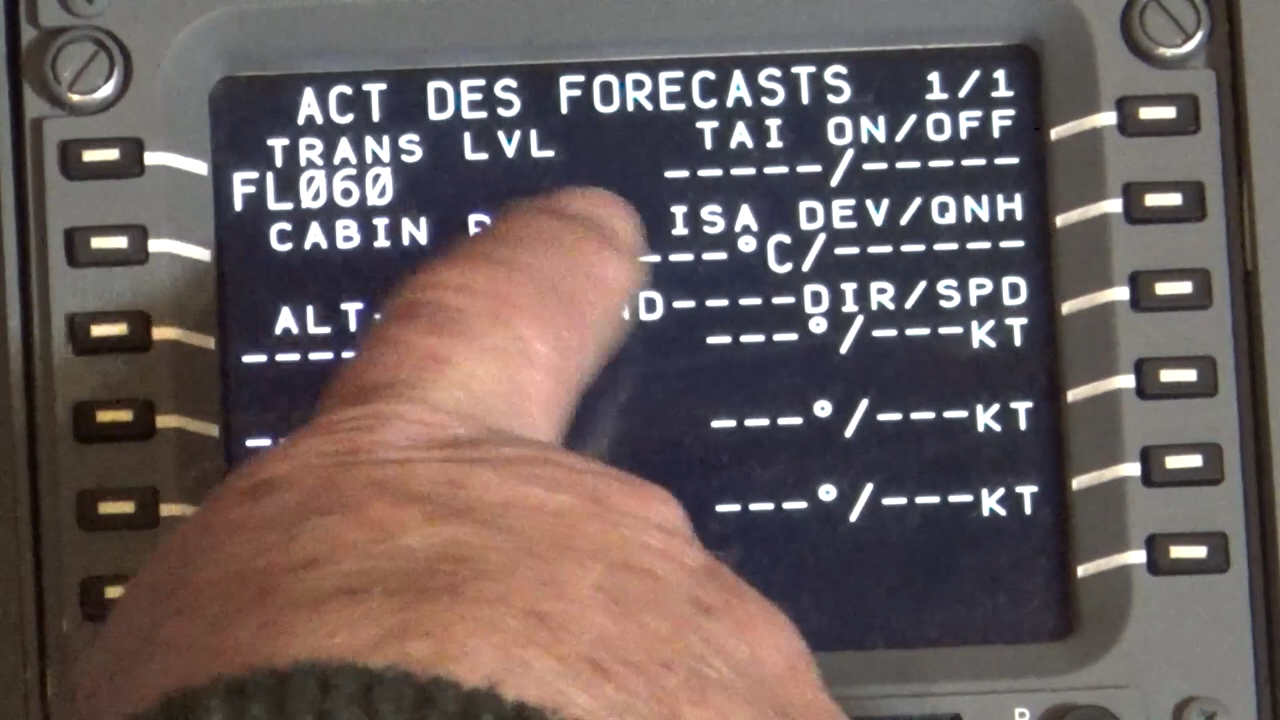 ACT DES FORECASTS 1/1
TRANS LVL TAI ON/OFF
FL060 -----/-----
CABIN ISA DEV/QNH
---°C/------
ALT- ----DIR/SPD
---- ---°/---KT
-- ---°/---KT
---°/---KT